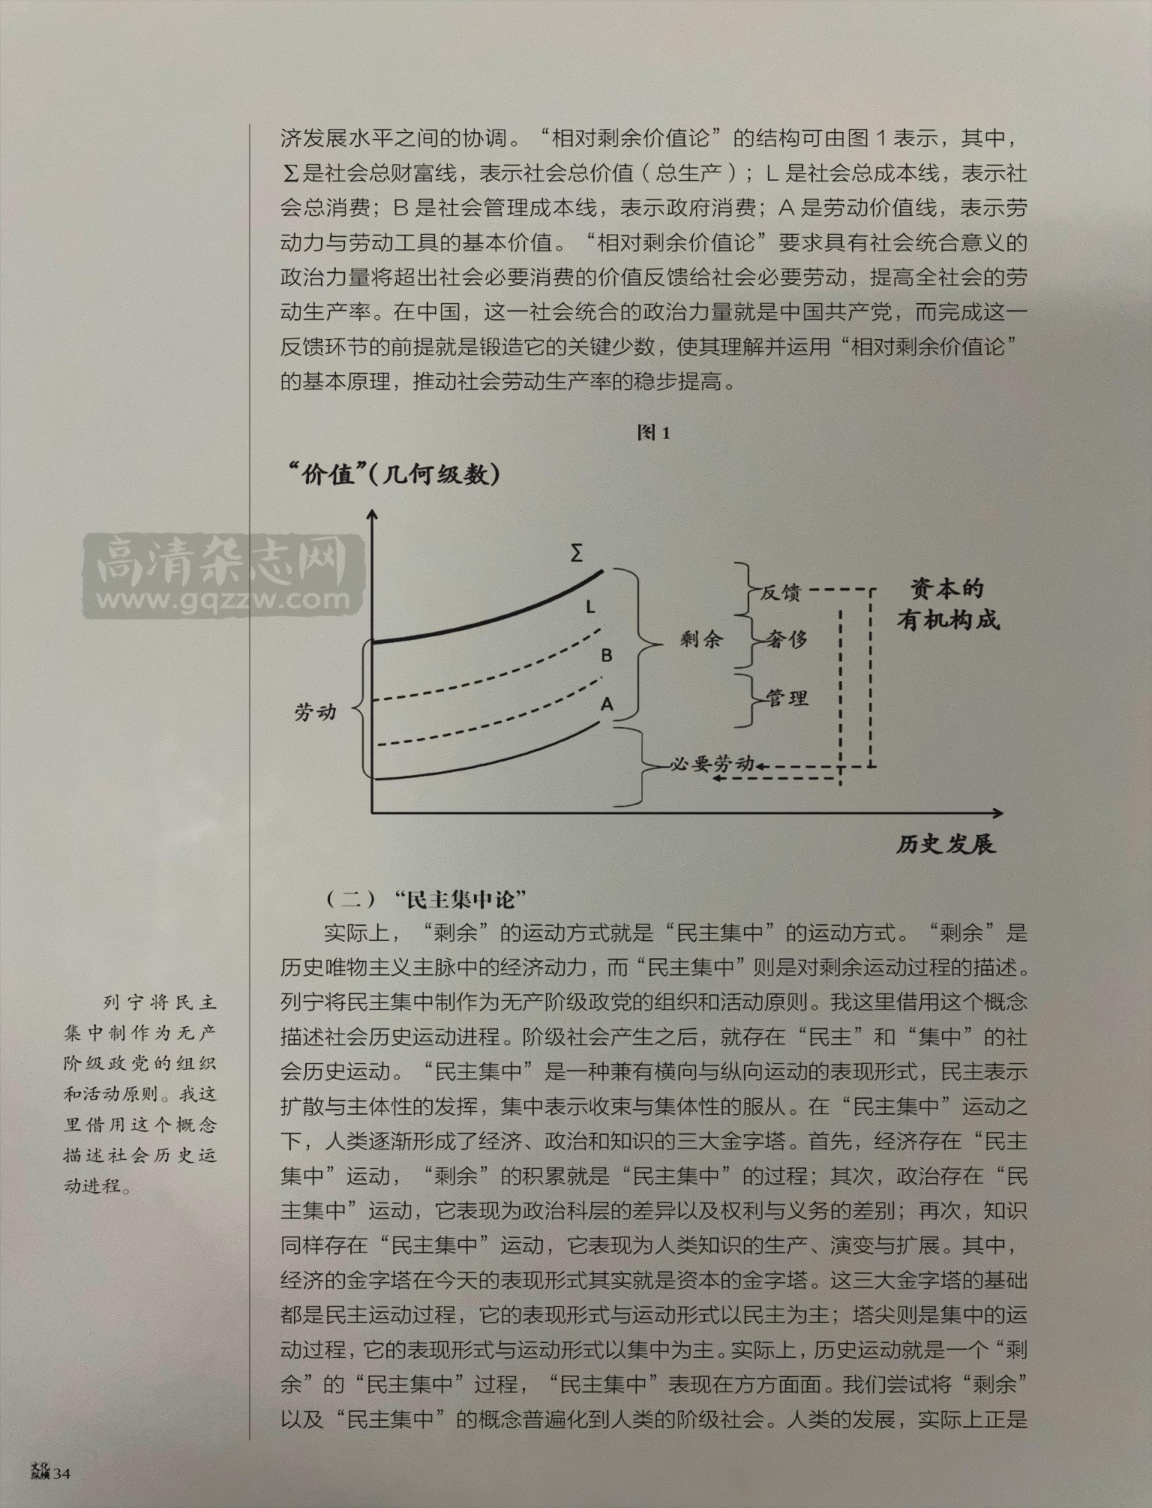 济发展水平之间的协调。“相对剩余价值论”的结构可由图 1 表示，其中，
∑是社会总财富线，表示社会总价值（总生产）；L 是社会总成本线，表示社
会总消费；B 是社会管理成本线，表示政府消费；A 是劳动价值线，表示劳
动力与劳动工具的基本价值。“相对剩余价值论”要求具有社会统合意义的
政治力量将超出社会必要消费的价值反馈给社会必要劳动，提高全社会的劳
动生产率。在中国，这一社会统合的政治力量就是中国共产党，而完成这一
反馈环节的前提就是锻造它的关键少数，使其理解并运用“相对剩余价值论”
的基本原理，推动社会劳动生产率的稳步提高。
图 1
“价值”(几何级数)
高清杂志网
www.gqzzw.com
∑
L
B
A
劳动
剩余
反馈
奢侈
管理
必要劳动
资本的
有机构成
历史发展
（二）“民主集中论”
实际上，“剩余”的运动方式就是“民主集中”的运动方式。“剩余”是
历史唯物主义主脉中的经济动力，而“民主集中”则是对剩余运动过程的描述。
列宁将民主集中制作为无产阶级政党的组织和活动原则。我这里借用这个概念
描述社会历史运动进程。阶级社会产生之后，就存在“民主”和“集中”的社
会历史运动。“民主集中”是一种兼有横向与纵向运动的表现形式，民主表示
扩散与主体性的发挥，集中表示收束与集体性的服从。在“民主集中”运动之
下，人类逐渐形成了经济、政治和知识的三大金字塔。首先，经济存在“民主
集中”运动，“剩余”的积累就是“民主集中”的过程；其次，政治存在“民
主集中”运动，它表现为政治科层的差异以及权利与义务的差别；再次，知识
同样存在“民主集中”运动，它表现为人类知识的生产、演变与扩展。其中，
经济的金字塔在今天的表现形式其实就是资本的金字塔。这三大金字塔的基础
都是民主运动过程，它的表现形式与运动形式以民主为主；塔尖则是集中的运
动过程，它的表现形式与运动形式以集中为主。实际上，历史运动就是一个“剩
余”的“民主集中”过程，“民主集中”表现在方方面面。我们尝试将“剩余”
以及“民主集中”的概念普遍化到人类的阶级社会。人类的发展，实际上正是
列宁将民主
集中制作为无产
阶级政党的组织
和活动原则。我这
里借用这个概念
描述社会历史运
动进程。
文化
纵横 34